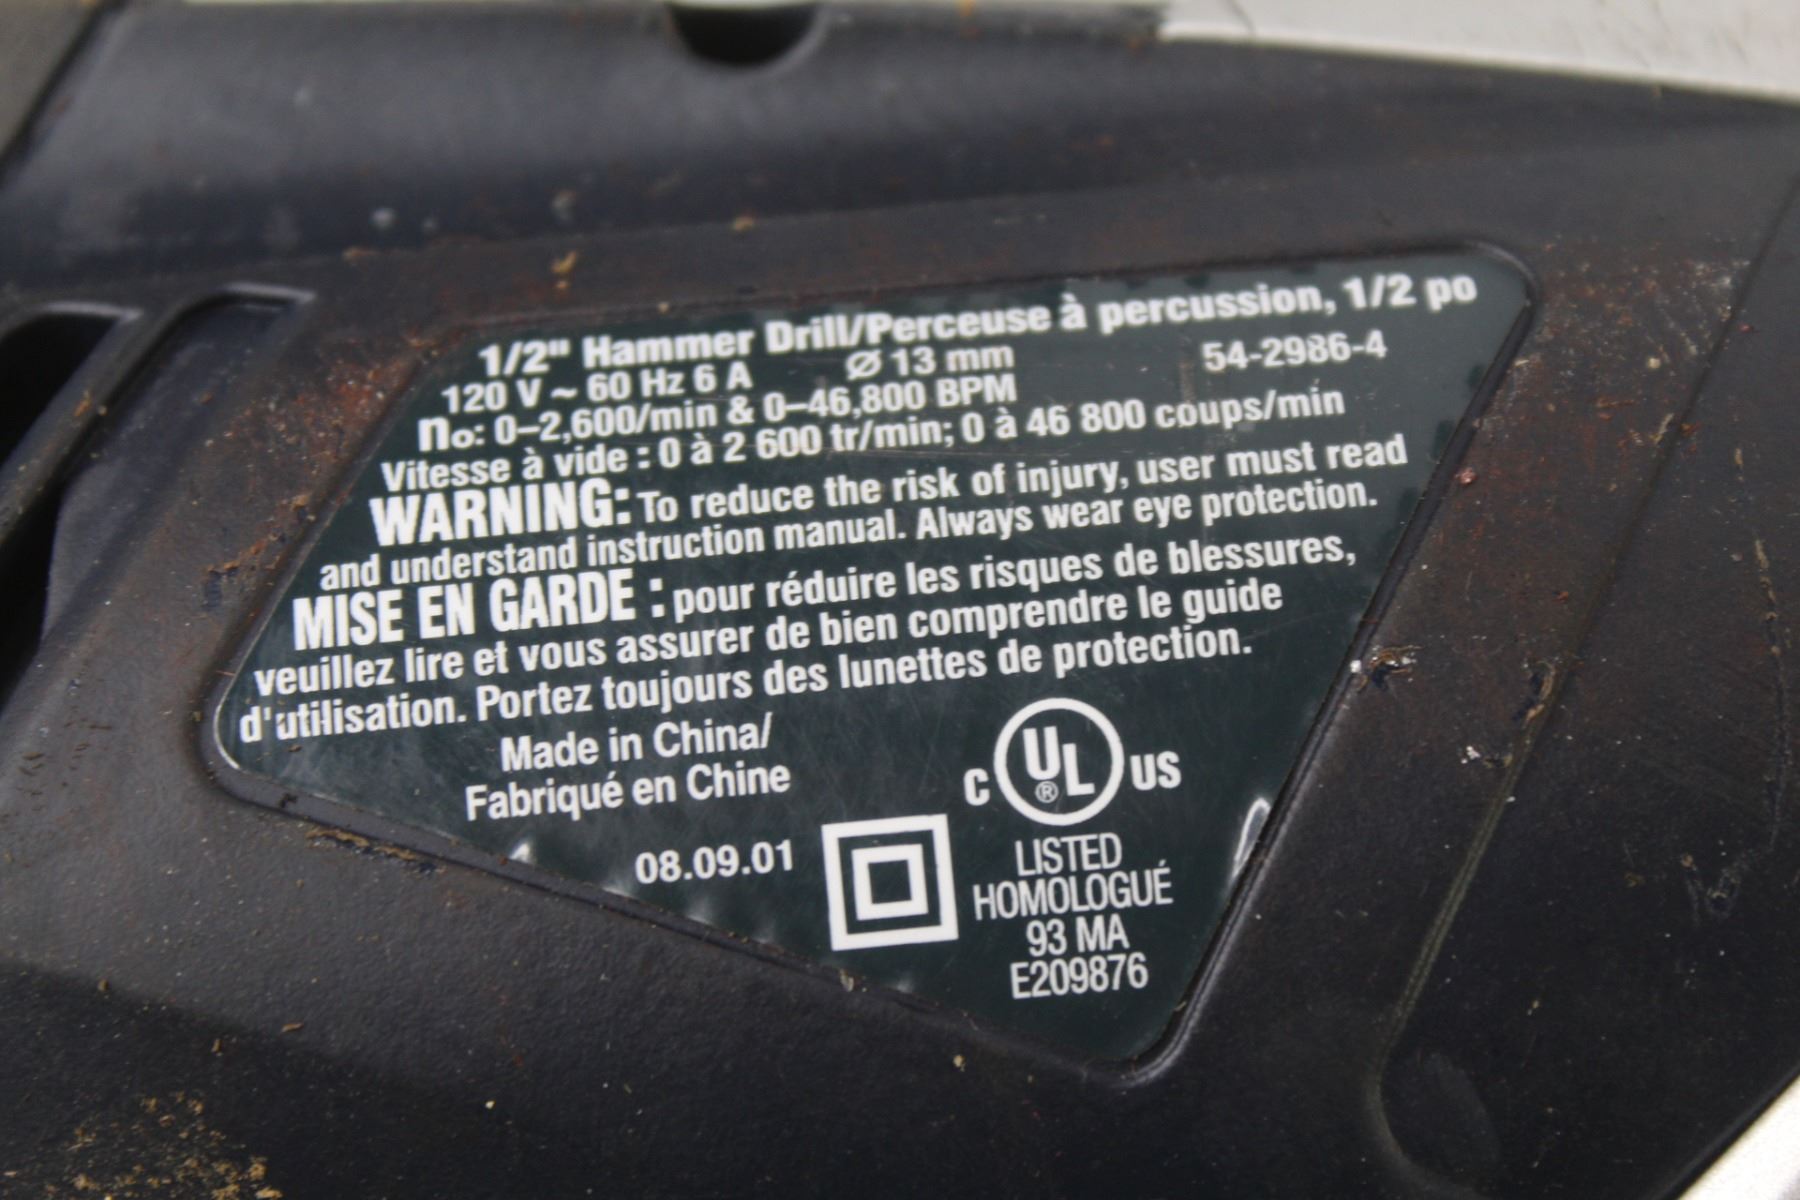 1/2" Hammer Drill/Perceuse à percussion, 1/2 po
120 V ~ 60 Hz 6 A Ø 13 mm 54-2986-4
no: 0–2,600/min & 0–46,800 BPM
Vitesse à vide : 0 à 2 600 tr/min; 0 à 46 800 coups/min
WARNING: To reduce the risk of injury, user must read
and understand instruction manual. Always wear eye protection.
MISE EN GARDE : pour réduire les risques de blessures,
veuillez lire et vous assurer de bien comprendre le guide
d'utilisation. Portez toujours des lunettes de protection.
Made in China/
Fabriqué en Chine
08.09.01
C UL® US
LISTED
HOMOLOGUÉ
93 MA
E209876